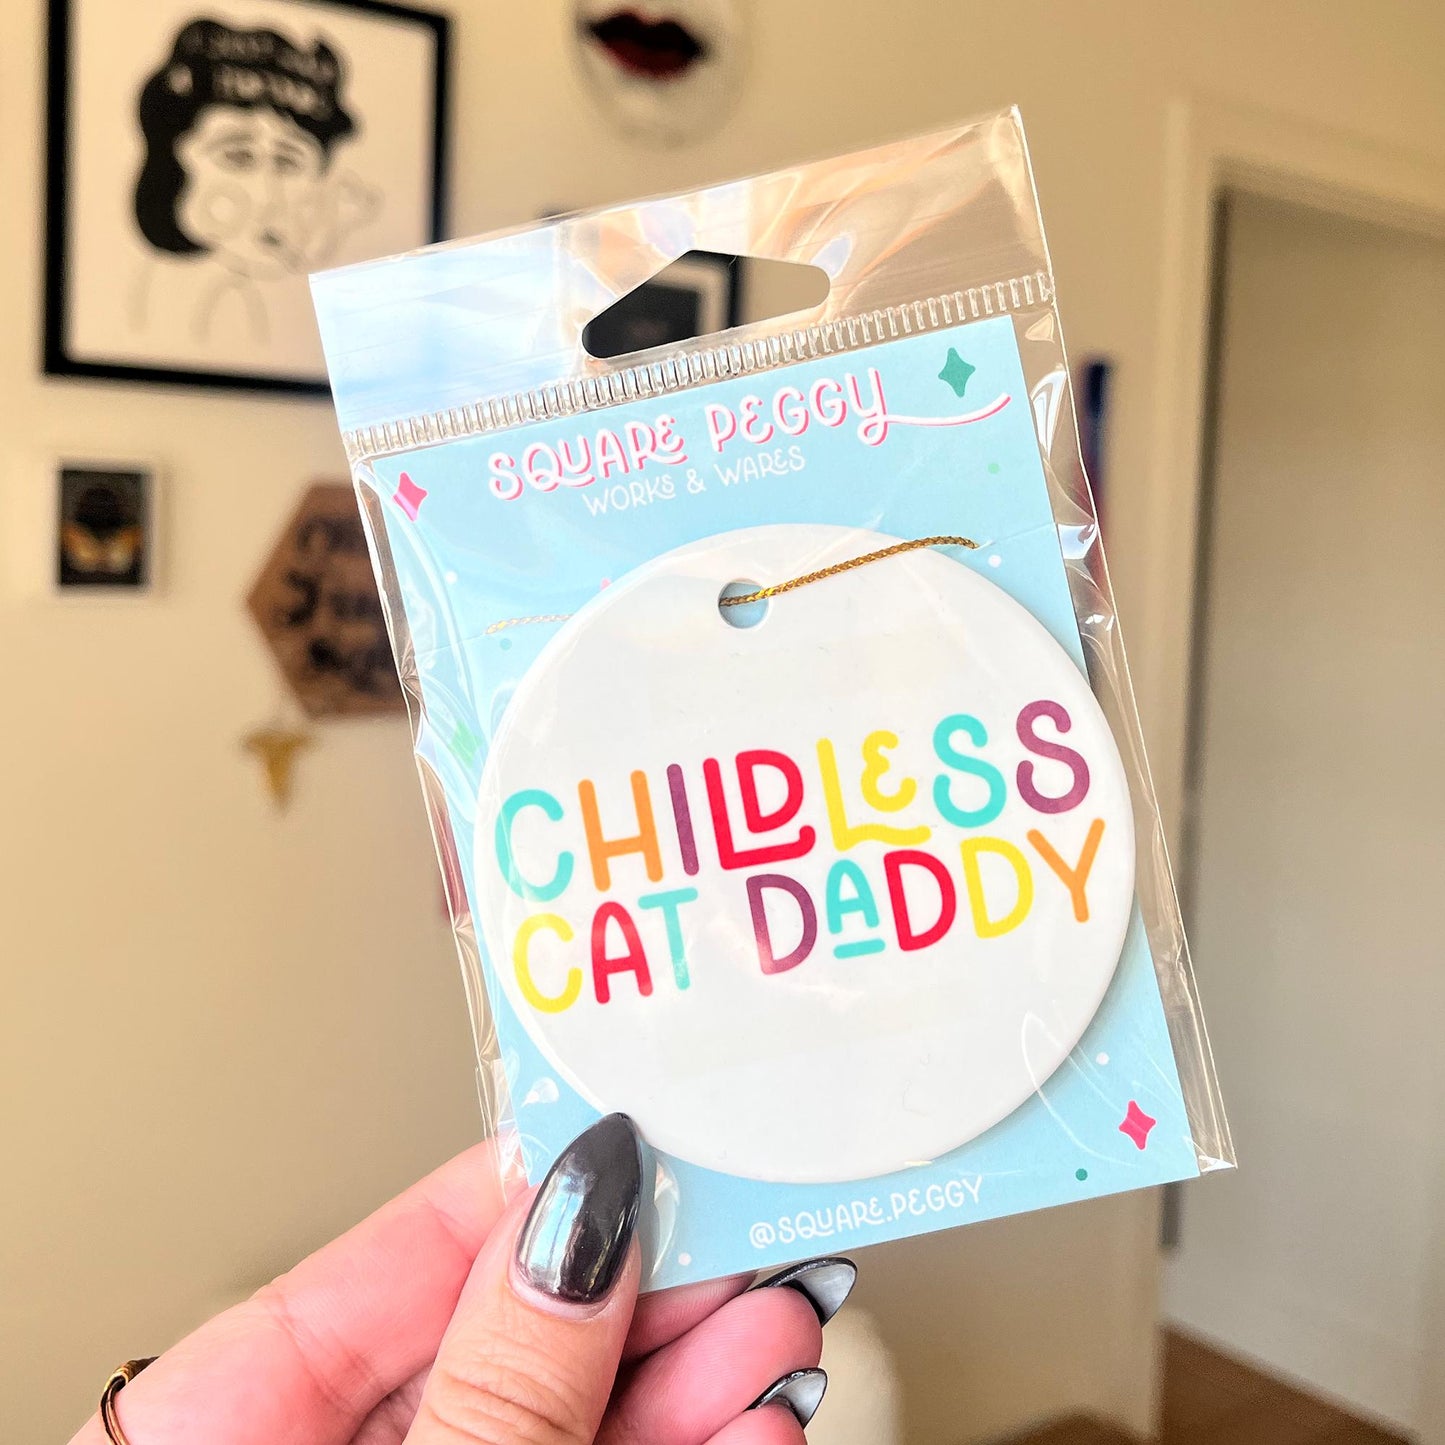 SQUARE PEGGY
WORKS & WARES
CHILDLESS
CAT DADDY
@SQUARE.PEGGY